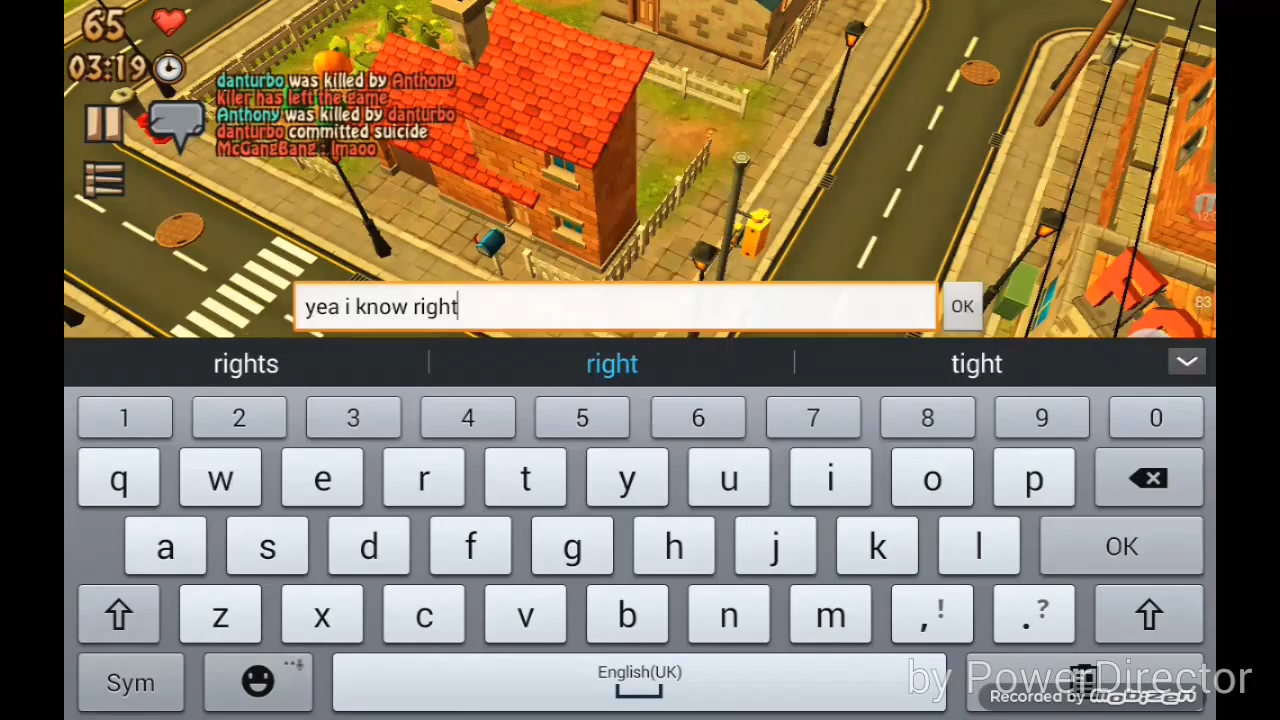 65
03:19
danturbo was killed by Anthony
kiler has left the game
Anthony was killed by danturbo
danturbo committed suicide
McGangBang : lmaoo
yea i know right
OK
83
rights
right
tight
1 2 3 4 5 6 7 8 9 0
q w e r t y u i o p
a s d f g h j k l OK
z x c v b n m ,! .?
Sym
English(UK)
by PowerDirector
Recorded by mobizen